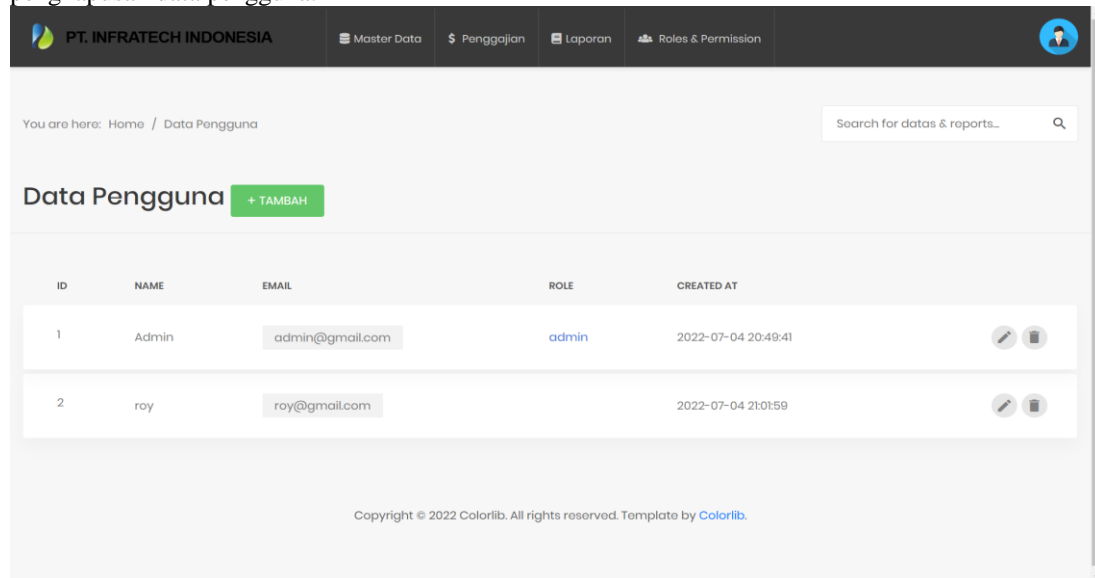 penghapusan data pengguna.
PT. INFRATECH INDONESIA Master Data $ Penggajian Laporan Roles & Permission
You are here: Home / Data Pengguna Search for datas & reports...
Data Pengguna + TAMBAH
ID NAME EMAIL ROLE CREATED AT
1 Admin admin@gmail.com admin 2022-07-04 20:49:41
2 roy roy@gmail.com 2022-07-04 21:01:59
Copyright © 2022 Colorlib. All rights reserved. Template by Colorlib.